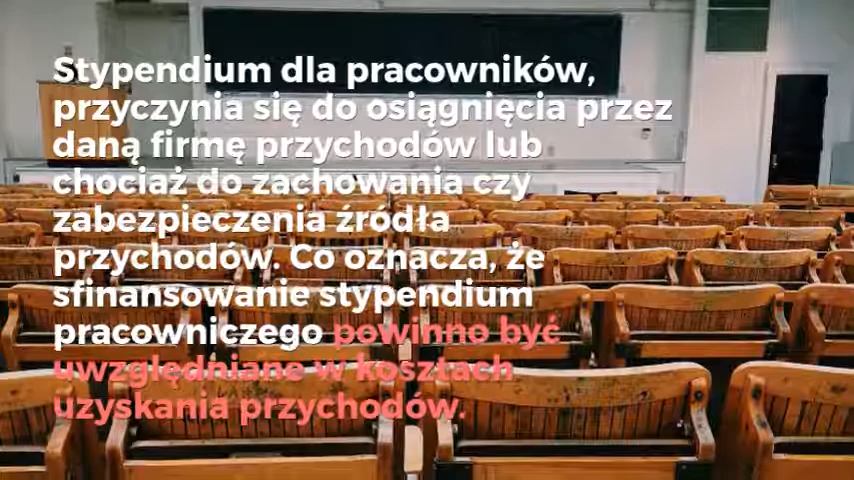 Stypendium dla pracowników,
przyczynia się do osiągnięcia przez
daną firmę przychodów lub
chociaż do zachowania czy
zabezpieczenia źródła
przychodów. Co oznacza, że
sfinansowanie stypendium
pracowniczego powinno być
uwzględniane w kosztach
uzyskania przychodów.